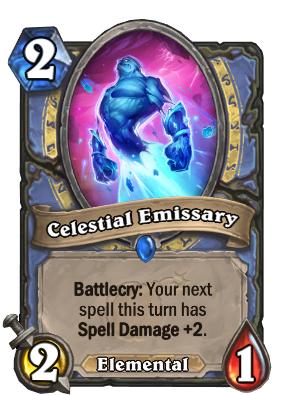 2
Celestial Emissary
Battlecry: Your next
spell this turn has
Spell Damage +2.
2
Elemental
1